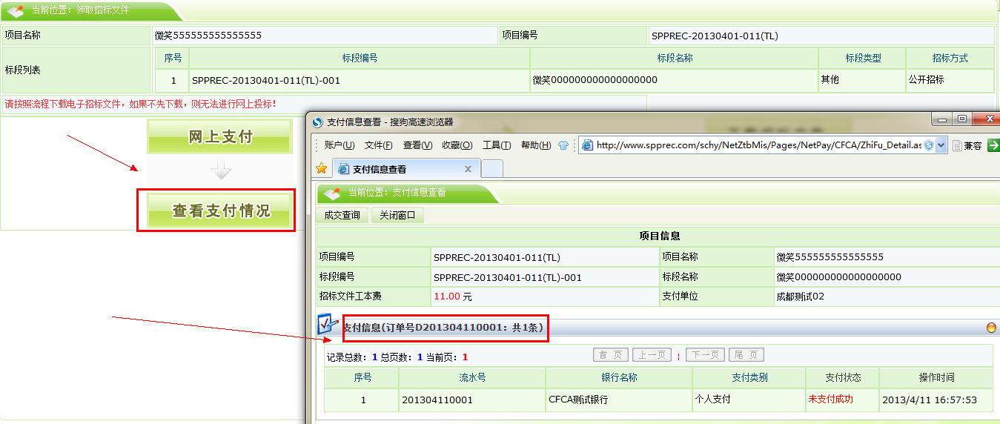 当前位置：领取招标文件
项目名称 微笑555555555555555 项目编号 SPPREC-20130401-011(TL)
标段列表
序号 标段编号 标段名称 标段类型 招标方式
1 SPPREC-20130401-011(TL)-001 微笑000000000000000000 其他 公开招标
请按照流程下载电子招标文件，如果不先下载，则无法进行网上投标！
网上支付
查看支付情况
支付信息查看 - 搜狗高速浏览器
账户(U) 文件(F) 查看(V) 收藏(O) 工具(T) 帮助(H) http://www.spprec.com/schy/NetZtbMis/Pages/NetPay/CFCA/ZhiFu_Detail.as 兼容
支付信息查看 x
当前位置：支付信息查看
成交查询 关闭窗口
项目信息
项目编号 SPPREC-20130401-011(TL) 项目名称 微笑555555555555555
标段编号 SPPREC-20130401-011(TL)-001 标段名称 微笑000000000000000000
招标文件工本费 11.00 元 支付单位 成都测试02
支付信息(订单号D201304110001：共1条)
记录总数：1 总页数：1 当前页：1 首 页 上一页 ¦ 下一页 尾 页
序号 流水号 银行名称 支付类别 支付状态 操作时间
1 201304110001 CFCA测试银行 个人支付 未支付成功 2013/4/11 16:57:53